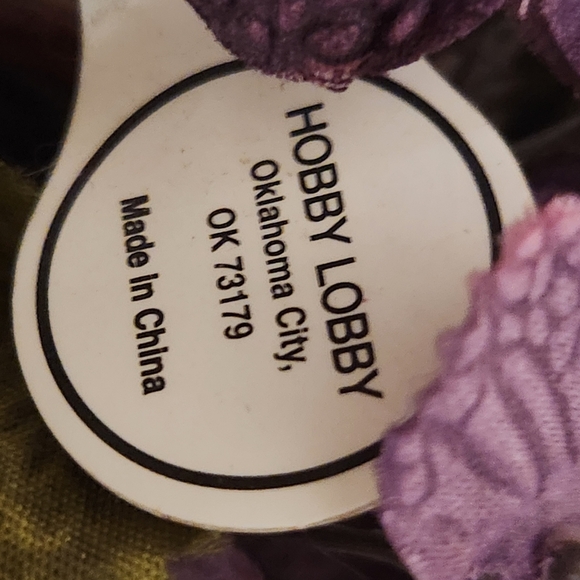 HOBBY LOBBY
Oklahoma City,
OK 73179
Made in China